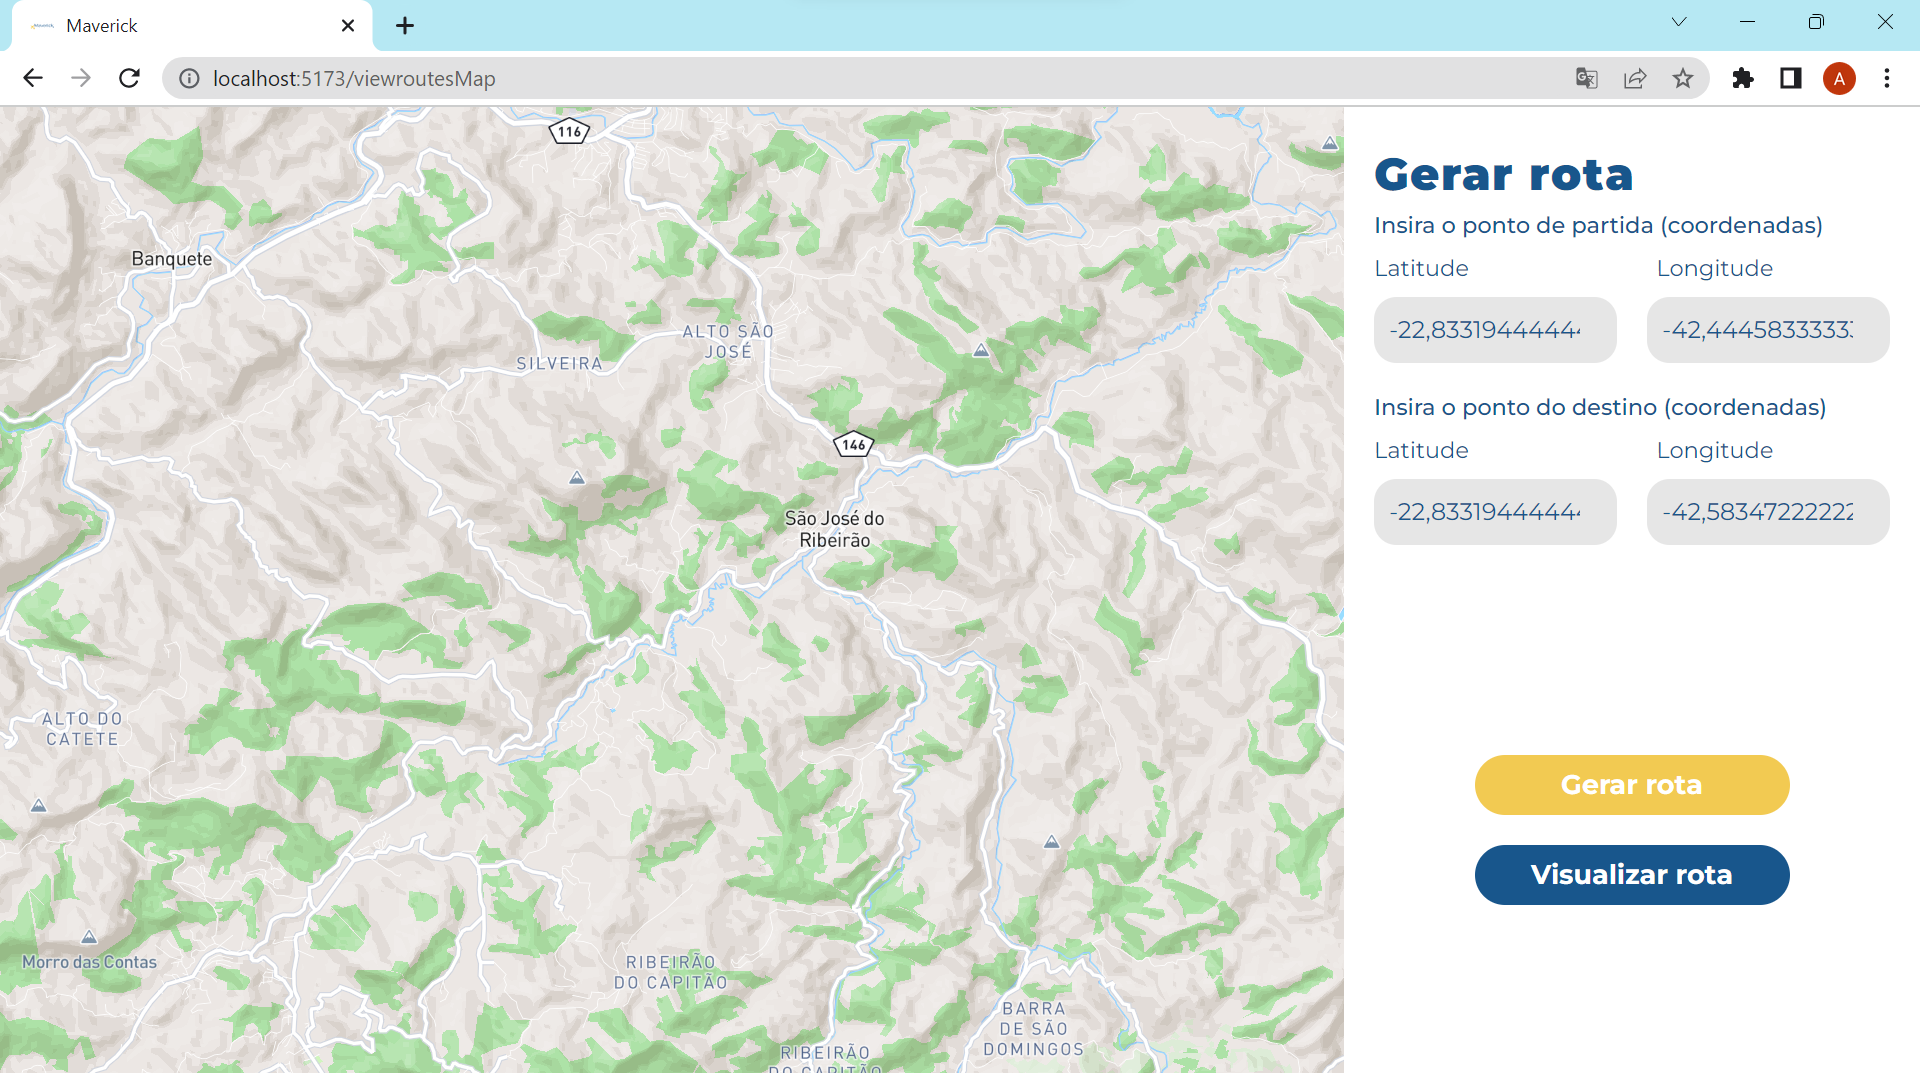 Maverick
localhost:5173/viewroutesMap
A
116
Banquete
ALTO SÃO
JOSÉ
SILVEIRA
146
São José do
Ribeirão
ALTO DO
CATETE
Morro das Contas
RIBEIRÃO
DO CAPITÃO
BARRA
DE SÃO
DOMINGOS
RIBEIRÃO
DO CAPITÃO
Gerar rota
Insira o ponto de partida (coordenadas)
Latitude Longitude
-22,8331944444 -42,4445833333
Insira o ponto do destino (coordenadas)
Latitude Longitude
-22,8331944444 -42,58347222222
Gerar rota
Visualizar rota